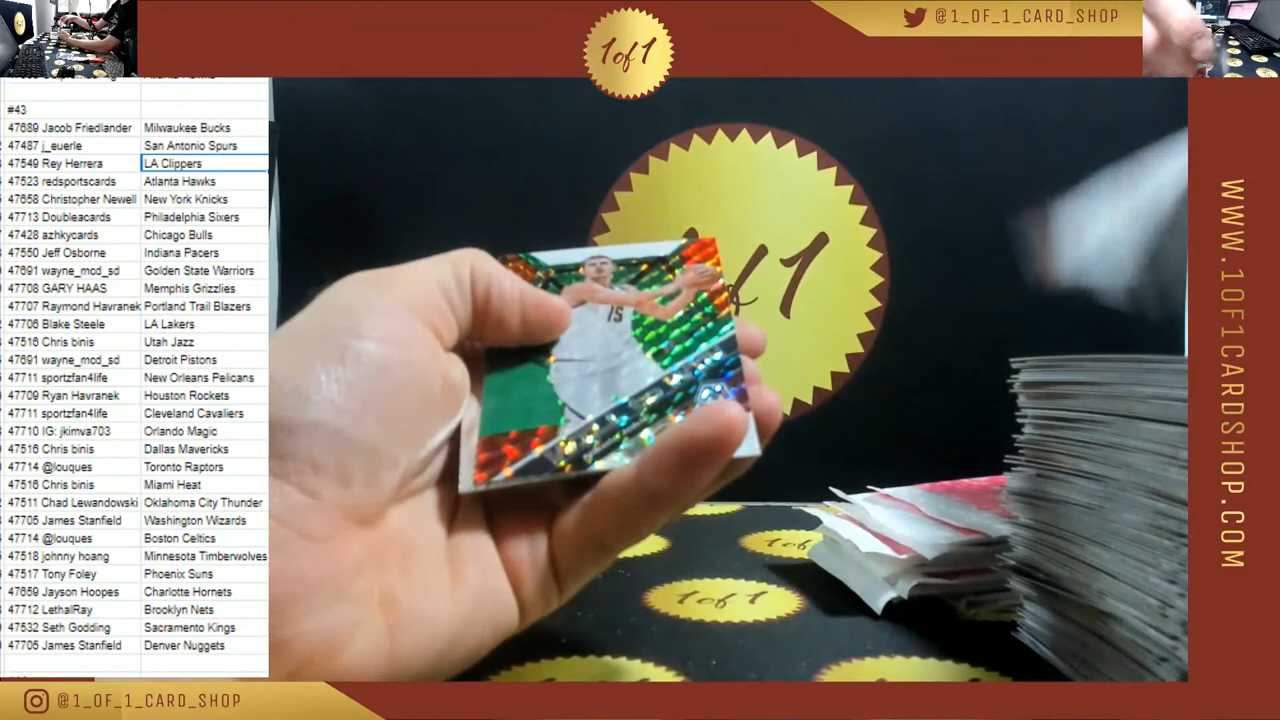 1of1
@1_OF_1_CARD_SHOP
#43
47689 Jacob Friedlander Milwaukee Bucks
47487 j_euerle San Antonio Spurs
47549 Rey Herrera LA Clippers
47523 redsportscards Atlanta Hawks
47658 Christopher Newell New York Knicks
47713 Doubleacards Philadelphia Sixers
47428 azhkycards Chicago Bulls
47550 Jeff Osborne Indiana Pacers
47691 wayne_mcd_sd Golden State Warriors
47708 GARY HAAS Memphis Grizzlies
47707 Raymond Havranek Portland Trail Blazers
47706 Blake Steele LA Lakers
47516 Chris binis Utah Jazz
47691 wayne_mcd_sd Detroit Pistons
47711 sportzfan4life New Orleans Pelicans
47709 Ryan Havranek Houston Rockets
47711 sportzfan4life Cleveland Cavaliers
47710 IG: jkimva703 Orlando Magic
47516 Chris binis Dallas Mavericks
47714 @louques Toronto Raptors
47516 Chris binis Miami Heat
47511 Chad Lewandowski Oklahoma City Thunder
47705 James Stanfield Washington Wizards
47714 @louques Boston Celtics
47518 johnny hoang Minnesota Timberwolves
47517 Tony Foley Phoenix Suns
47659 Jayson Hoopes Charlotte Hornets
47712 LethalRay Brooklyn Nets
47532 Seth Godding Sacramento Kings
47705 James Stanfield Denver Nuggets
of 1
15
1of
1of1
WWW.1OF1CARDSHOP.COM
@1_OF_1_CARD_SHOP